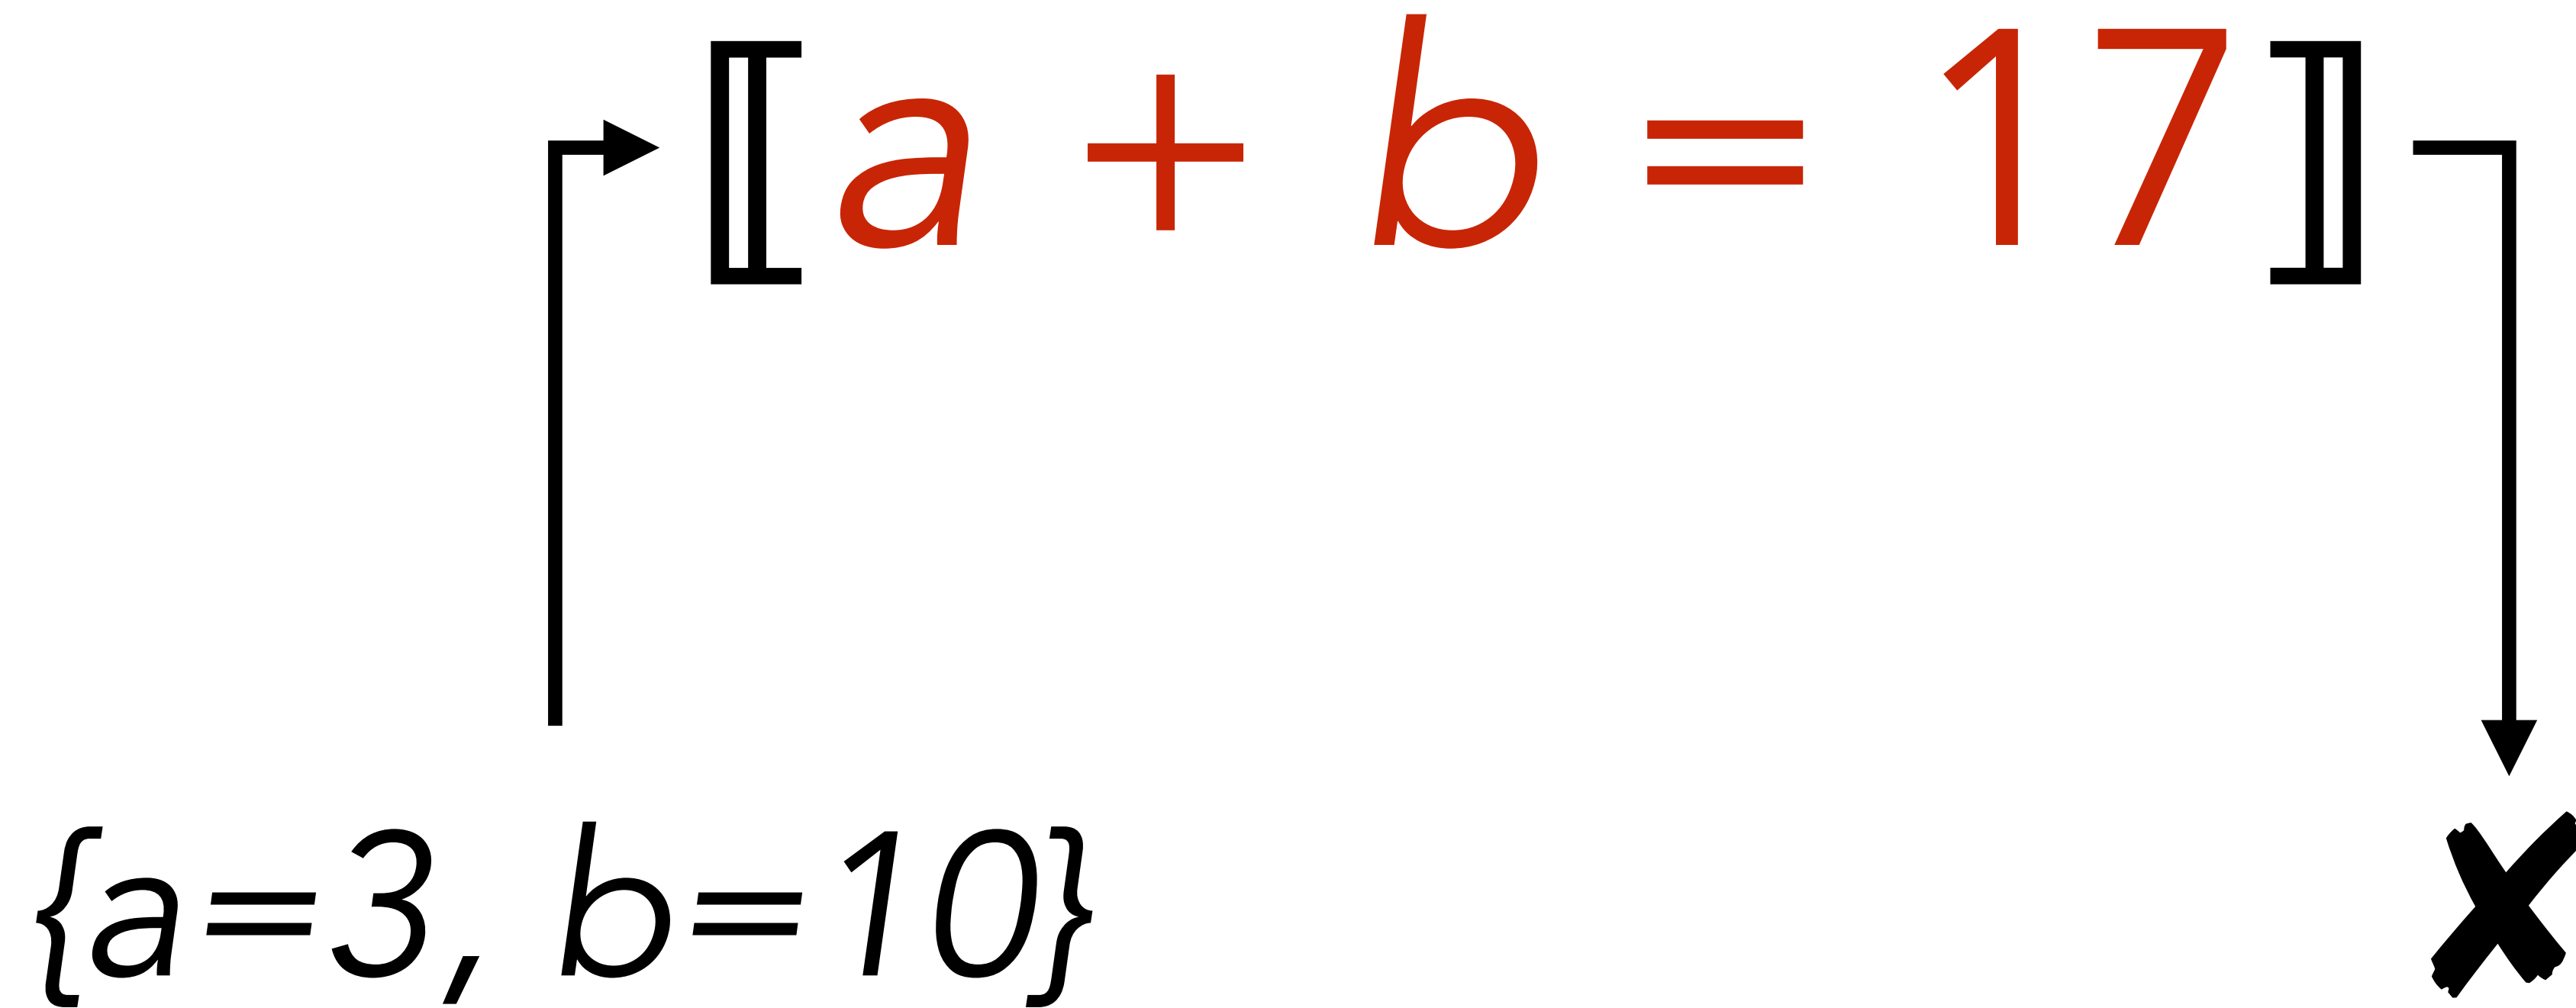 ⟦a + b = 17⟧
{a=3, b=10}
✘